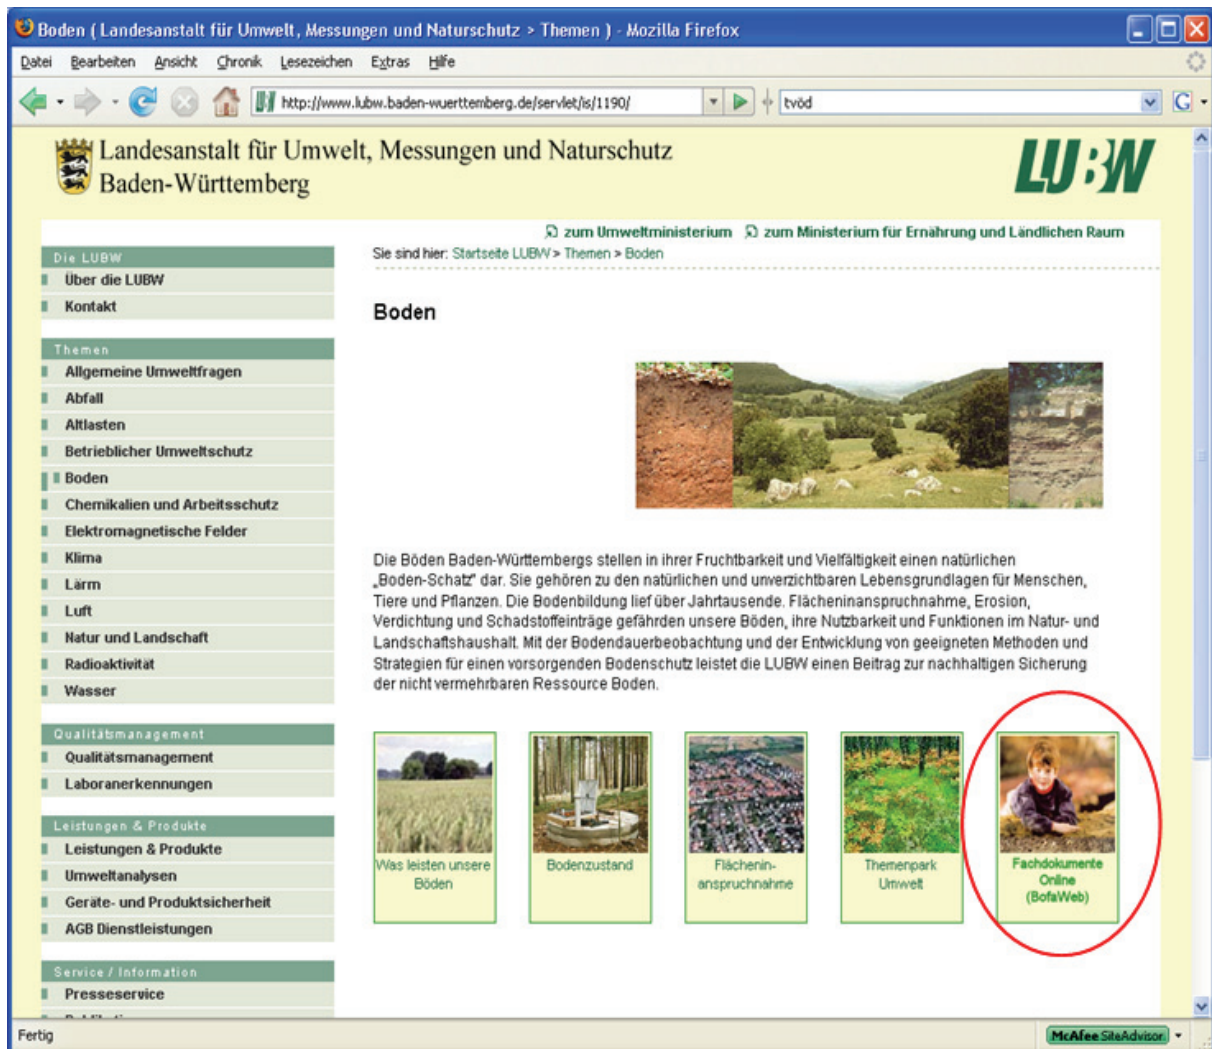 Boden ( Landesanstalt für Umwelt, Messungen und Naturschutz > Themen ) - Mozilla Firefox
Datei Bearbeiten Ansicht Chronik Lesezeichen Extras Hilfe
http://www.lubw.baden-wuerttemberg.de/servlet/is/1190/ tvöd G
Landesanstalt für Umwelt, Messungen und Naturschutz
Baden-Württemberg
LUBW
zum Umweltministerium zum Ministerium für Ernährung und Ländlichen Raum
Sie sind hier: Startseite LUBW > Themen > Boden
Die LUBW
Über die LUBW
Kontakt
Themen
Allgemeine Umweltfragen
Abfall
Altlasten
Betrieblicher Umweltschutz
Boden
Chemikalien und Arbeitsschutz
Elektromagnetische Felder
Klima
Lärm
Luft
Natur und Landschaft
Radioaktivität
Wasser
Qualitätsmanagement
Qualitätsmanagement
Laboranerkennungen
Leistungen & Produkte
Leistungen & Produkte
Umweltanalysen
Geräte- und Produktsicherheit
AGB Dienstleistungen
Service / Information
Presseservice
Boden
Die Böden Baden-Württembergs stellen in ihrer Fruchtbarkeit und Vielfältigkeit einen natürlichen
„Boden-Schatz" dar. Sie gehören zu den natürlichen und unverzichtbaren Lebensgrundlagen für Menschen,
Tiere und Pflanzen. Die Bodenbildung lief über Jahrtausende. Flächeninanspruchnahme, Erosion,
Verdichtung und Schadstoffeinträge gefährden unsere Böden, ihre Nutzbarkeit und Funktionen im Natur- und
Landschaftshaushalt. Mit der Bodendauerbeobachtung und der Entwicklung von geeigneten Methoden und
Strategien für einen vorsorgenden Bodenschutz leistet die LUBW einen Beitrag zur nachhaltigen Sicherung
der nicht vermehrbaren Ressource Boden.
Was leisten unsere
Böden
Bodenzustand
Flächenin-
anspruchnahme
Themenpark
Umwelt
Fachdokumente
Online
(BofaWeb)
Fertig
McAfee SiteAdvisor